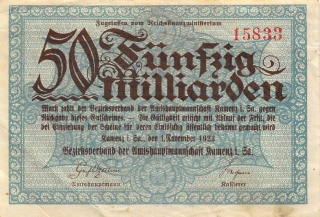 Zugelassen vom Reichsfinanzministerium
15833
50 Fünfzig
Milliarden
Mark zahlt der Bezirksverband der Amtshauptmannschaft Kamenz i. Sa. gegen
Rückgabe dieses Gutscheines. — Die Gültigkeit erlischt mit Ablauf der Frist, die
bei Einziehung der Scheine für deren Einlösung öffentlich bekannt gemacht wird
Kamenz i. Sa., den 1. November 1923
Bezirksverband der Amtshauptmannschaft Kamenz i. Sa.
Amtshauptmann
Kassierer